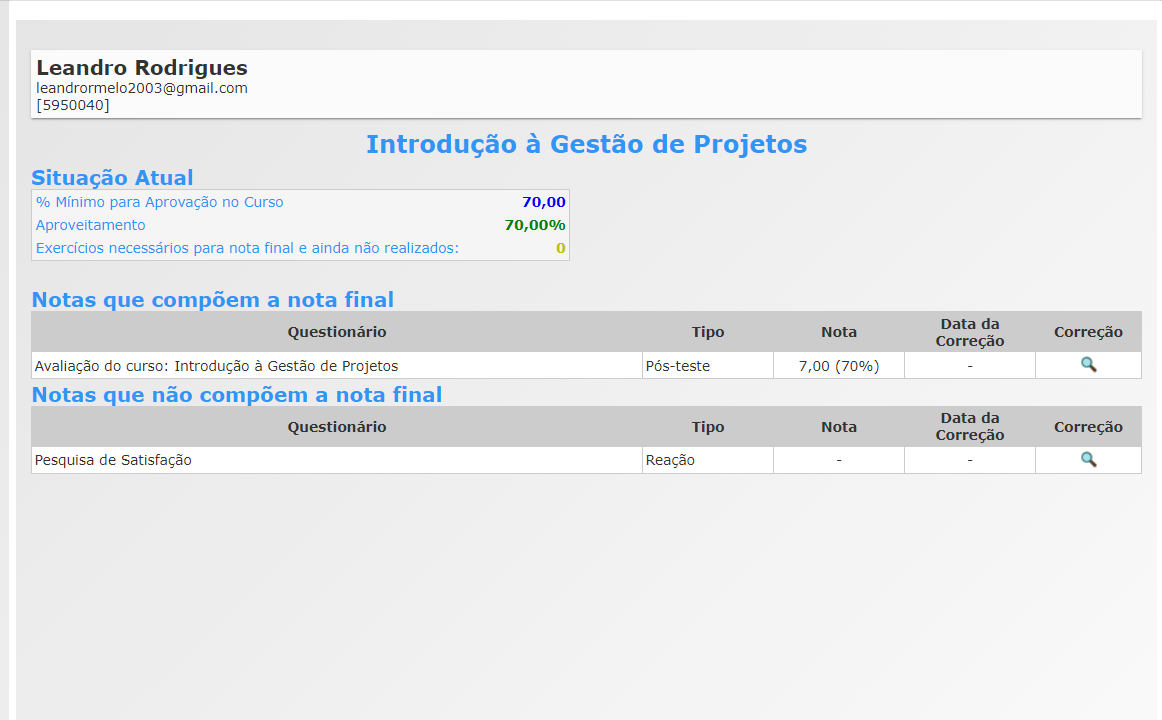 Leandro Rodrigues
leandrormelo2003@gmail.com
[5950040]
Introdução à Gestão de Projetos
Situação Atual
% Mínimo para Aprovação no Curso 70,00
Aproveitamento 70,00%
Exercícios necessários para nota final e ainda não realizados: 0
Notas que compõem a nota final
Questionário Tipo Nota Data da Correção Correção
Avaliação do curso: Introdução à Gestão de Projetos Pós-teste 7,00 (70%) -
Notas que não compõem a nota final
Questionário Tipo Nota Data da Correção Correção
Pesquisa de Satisfação Reação - -